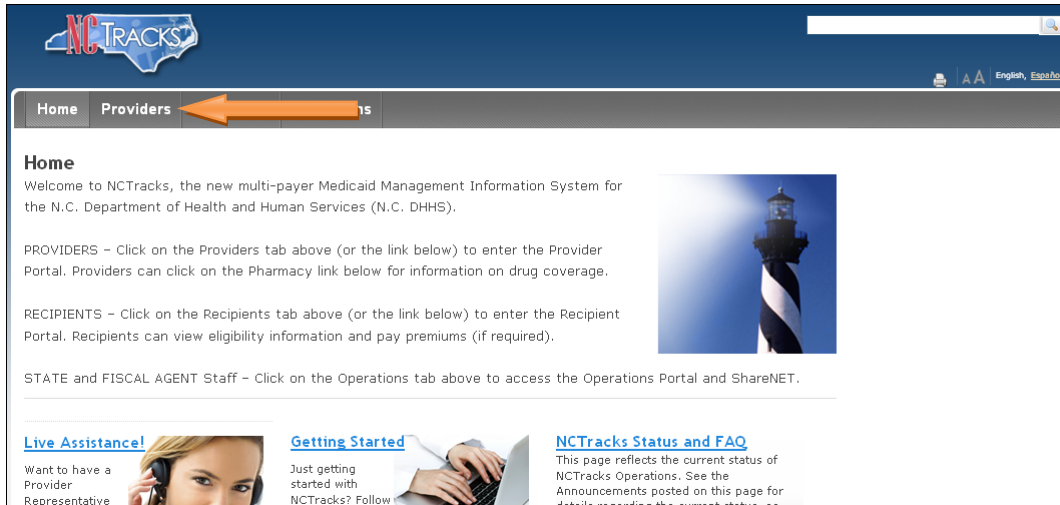 NCTRACKS
A A English, Españo
Home Providers ns
Home
Welcome to NCTracks, the new multi-payer Medicaid Management Information System for
the N.C. Department of Health and Human Services (N.C. DHHS).
PROVIDERS – Click on the Providers tab above (or the link below) to enter the Provider
Portal. Providers can click on the Pharmacy link below for information on drug coverage.
RECIPIENTS – Click on the Recipients tab above (or the link below) to enter the Recipient
Portal. Recipients can view eligibility information and pay premiums (if required).
STATE and FISCAL AGENT Staff – Click on the Operations tab above to access the Operations Portal and ShareNET.
Live Assistance!
Want to have a
Provider
Representative
Getting Started
Just getting
started with
NCTracks? Follow
NCTracks Status and FAQ
This page reflects the current status of
NCTracks Operations. See the
Announcements posted on this page for
details regarding the current status, as